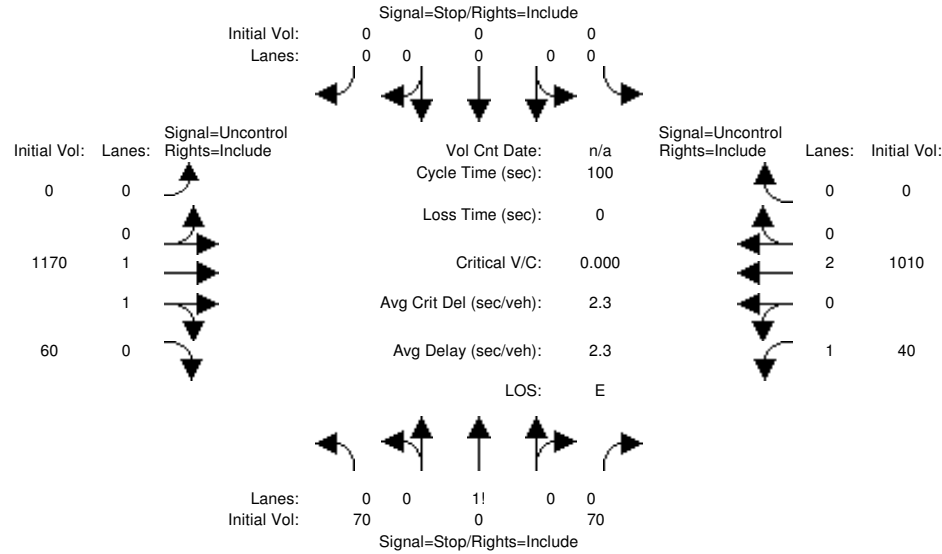 Signal=Stop/Rights=Include
Initial Vol: 0 0 0
Lanes: 0 0 0 0 0
Signal=Uncontrol
Rights=Include
Initial Vol: Lanes:
0 0
0
1170 1
1
60 0
Vol Cnt Date: n/a
Cycle Time (sec): 100
Loss Time (sec): 0
Critical V/C: 0.000
Avg Crit Del (sec/veh): 2.3
Avg Delay (sec/veh): 2.3
LOS: E
Signal=Uncontrol
Rights=Include
Lanes: Initial Vol:
0 0
0
2 1010
0
1 40
Lanes: 0 0 1! 0 0
Initial Vol: 70 0 70
Signal=Stop/Rights=Include